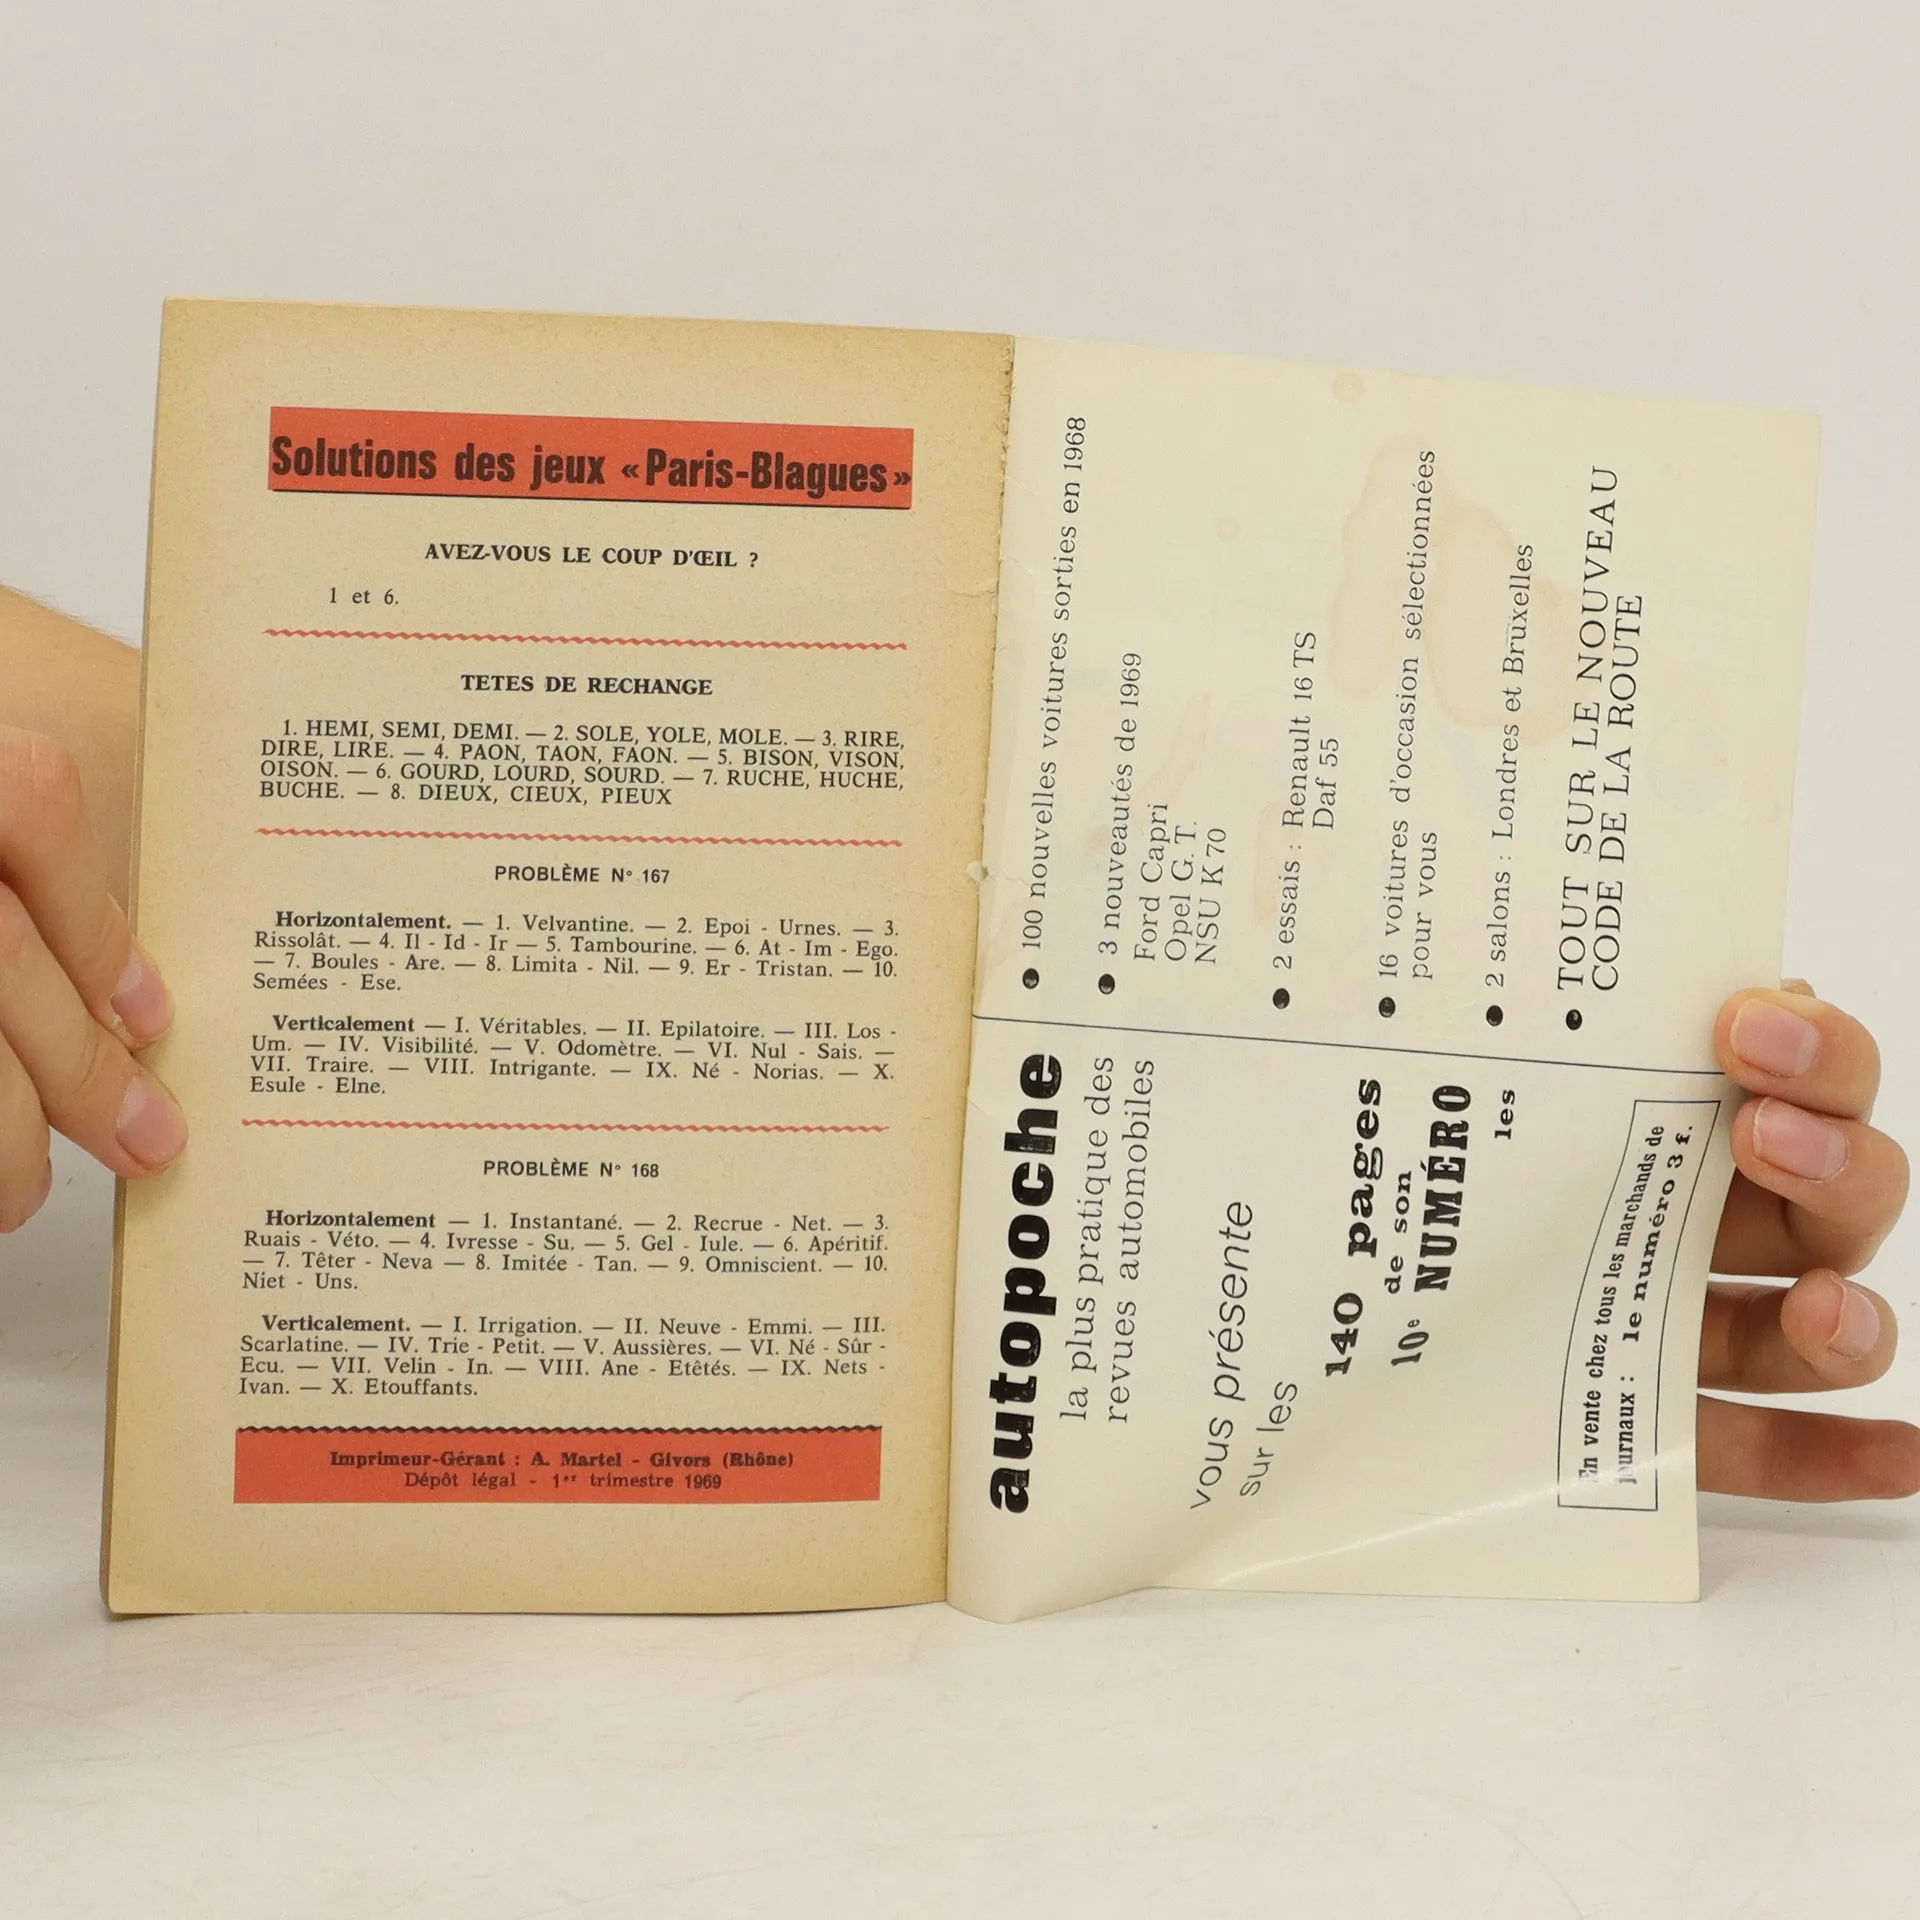 Solutions des jeux « Paris-Blagues »
AVEZ-VOUS LE COUP D'ŒIL ?
1 et 6.
TETES DE RECHANGE
1. HEMI, SEMI, DEMI. — 2. SOLE, YOLE, MOLE. — 3. RIRE,
DIRE, LIRE. — 4. PAON, TAON, FAON. — 5. BISON, VISON,
OISON. — 6. GOURD, LOURD, SOURD. — 7. RUCHE, HUCHE,
BUCHE. — 8. DIEUX, CIEUX, PIEUX
PROBLÈME N° 167
Horizontalement. — 1. Velvantine. — 2. Epoi - Urnes. — 3.
Rissolât. — 4. Il - Id - Ir — 5. Tambourine. — 6. At - Im - Ego.
— 7. Boules - Are. — 8. Limita - Nil. — 9. Er - Tristan. — 10.
Semées - Ese.
Verticalement — I. Véritables. — II. Epilatoire. — III. Los -
Um. — IV. Visibilité. — V. Odomètre. — VI. Nul - Sais. —
VII. Traire. — VIII. Intrigante. — IX. Né - Norias. — X.
Esule - Elne.
PROBLÈME N° 168
Horizontalement — 1. Instantané. — 2. Recrue - Net. — 3.
Ruais - Véto. — 4. Ivresse - Su. — 5. Gel - Iule. — 6. Apéritif.
— 7. Têter - Neva — 8. Imitée - Tan. — 9. Omniscient. — 10.
Niet - Uns.
Verticalement. — I. Irrigation. — II. Neuve - Emmi. — III.
Scarlatine. — IV. Trie - Petit. — V. Aussières. — VI. Né - Sûr -
Ecu. — VII. Velin - In. — VIII. Ane - Etêtés. — IX. Nets -
Ivan. — X. Etouffants.
Imprimeur-Gérant : A. Martel - Givors (Rhône)
Dépôt légal - 1er trimestre 1969
autopoche
la plus pratique des
revues automobiles
vous présente
sur les
140 pages
de son
10e NUMÉRO
les
En vente chez tous les marchands de
journaux : le numéro 3 f.
● 100 nouvelles voitures sorties en 1968
● 3 nouveautés de 1969
Ford Capri
Opel G. T.
NSU K 70
● 2 essais : Renault 16 TS
Daf 55
● 16 voitures d'occasion sélectionnées
pour vous
● 2 salons : Londres et Bruxelles
● TOUT SUR LE NOUVEAU
CODE DE LA ROUTE